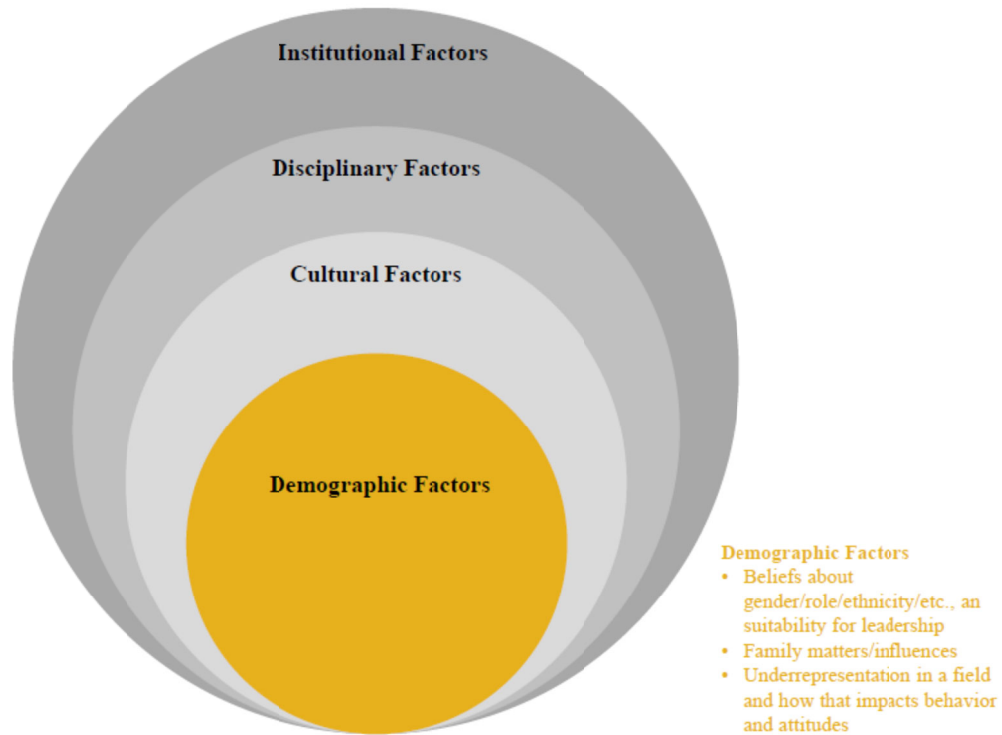 Institutional Factors
Disciplinary Factors
Cultural Factors
Demographic Factors
Demographic Factors
• Beliefs about
gender/role/ethnicity/etc., an
suitability for leadership
• Family matters/influences
• Underrepresentation in a field
and how that impacts behavior
and attitudes